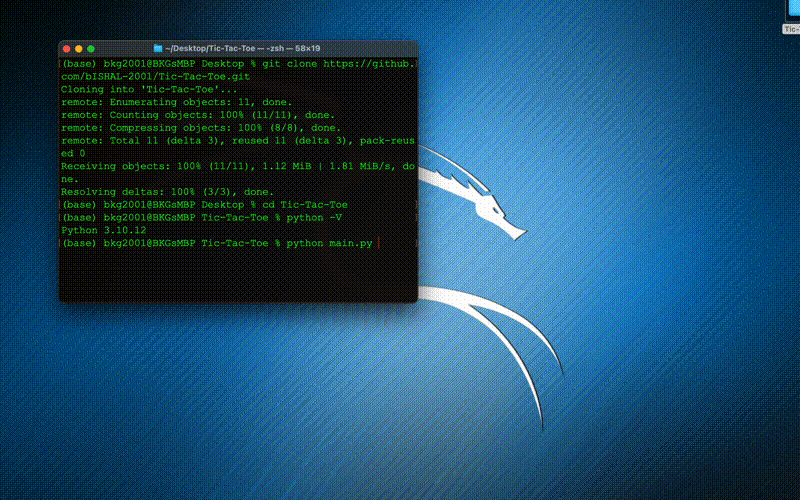 ~/Desktop/Tic-Tac-Toe — -zsh — 58×19
(base) bkg2001@BKGsMBP Desktop % git clone https://github.
com/bISHAL-2001/Tic-Tac-Toe.git
Cloning into 'Tic-Tac-Toe'...
remote: Enumerating objects: 11, done.
remote: Counting objects: 100% (11/11), done.
remote: Compressing objects: 100% (8/8), done.
remote: Total 11 (delta 3), reused 11 (delta 3), pack-reus
ed 0
Receiving objects: 100% (11/11), 1.12 MiB | 1.81 MiB/s, do
ne.
Resolving deltas: 100% (3/3), done.
(base) bkg2001@BKGsMBP Desktop % cd Tic-Tac-Toe
(base) bkg2001@BKGsMBP Tic-Tac-Toe % python -V
Python 3.10.12
(base) bkg2001@BKGsMBP Tic-Tac-Toe % python main.py
Tic-